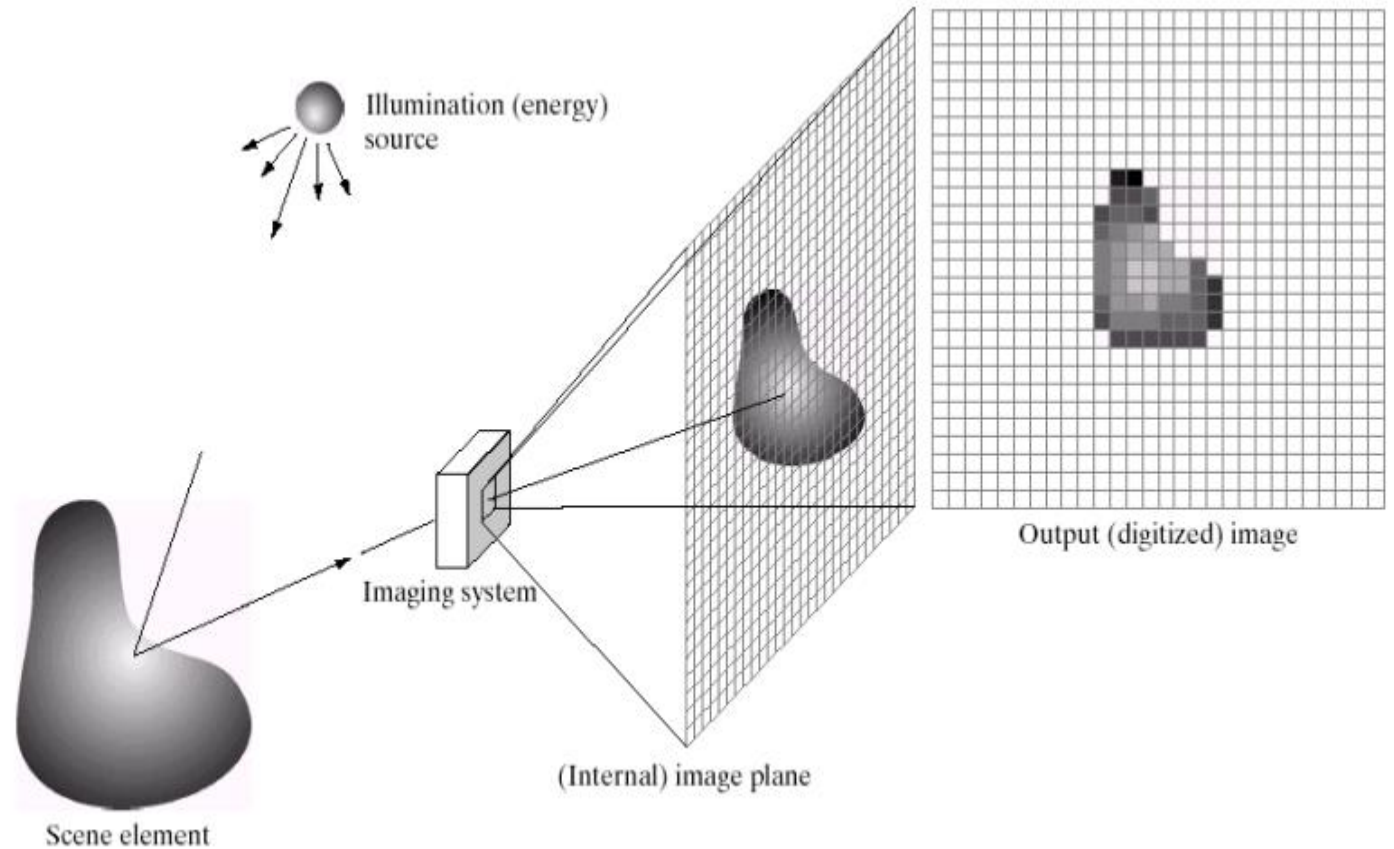 Illumination (energy)
source
Output (digitized) image
Imaging system
(Internal) image plane
Scene element